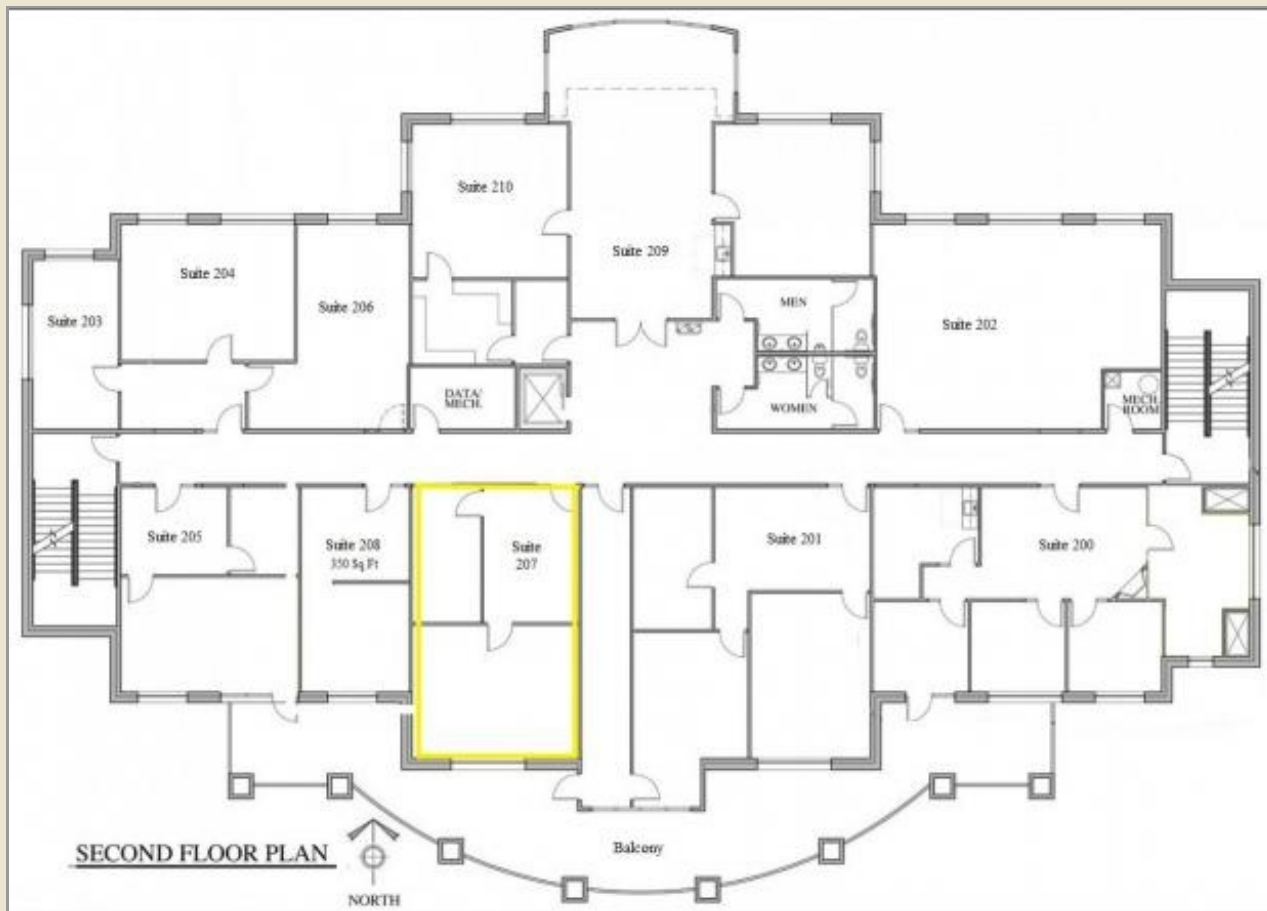 Suite 210
Suite 209
Suite 204
Suite 206
Suite 203
MEN
Suite 202
DATA/
MECH.
WOMEN
MECH.
ROOM
Suite 205
Suite 208
350 Sq Ft
Suite
207
Suite 201
Suite 200
SECOND FLOOR PLAN
NORTH
Balcony